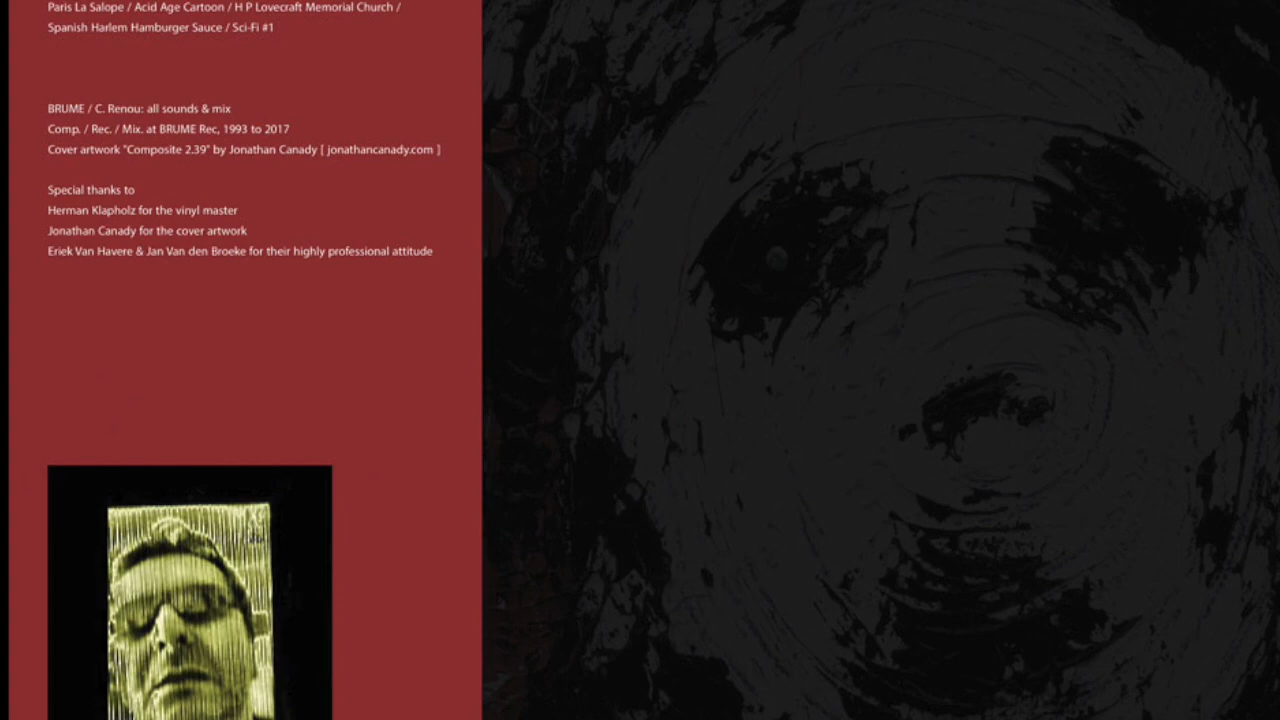 Paris La Salope / Acid Age Cartoon / H P Lovecraft Memorial Church /
Spanish Harlem Hamburger Sauce / Sci-Fi #1
BRUME / C. Renou: all sounds & mix
Comp. / Rec. / Mix. at BRUME Rec, 1993 to 2017
Cover artwork "Composite 2.39" by Jonathan Canady [ jonathancanady.com ]
Special thanks to
Herman Klapholz for the vinyl master
Jonathan Canady for the cover artwork
Eriek Van Havere & Jan Van den Broeke for their highly professional attitude